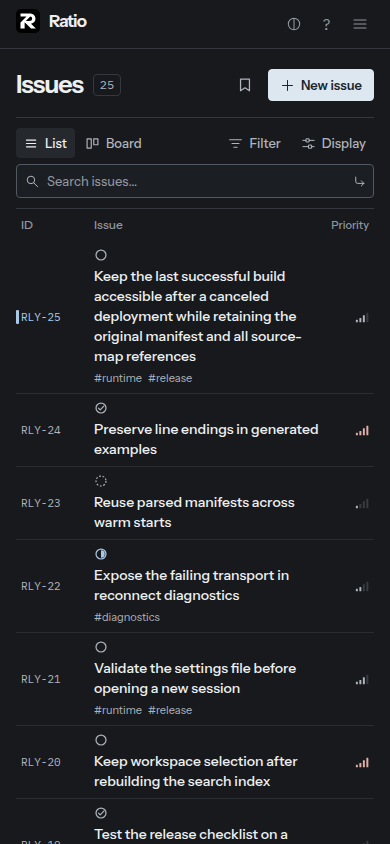 Ratio
?
Issues 25
New issue
List Board Filter Display
Search issues...
ID Issue Priority
Keep the last successful build
accessible after a canceled
deployment while retaining the
RLY-25
original manifest and all source-
map references
#runtime #release
RLY-24
Preserve line endings in generated
examples
RLY-23
Reuse parsed manifests across
warm starts
RLY-22
Expose the failing transport in
reconnect diagnostics
#diagnostics
RLY-21
Validate the settings file before
opening a new session
#runtime #release
RLY-20
Keep workspace selection after
rebuilding the search index
Test the release checklist on a